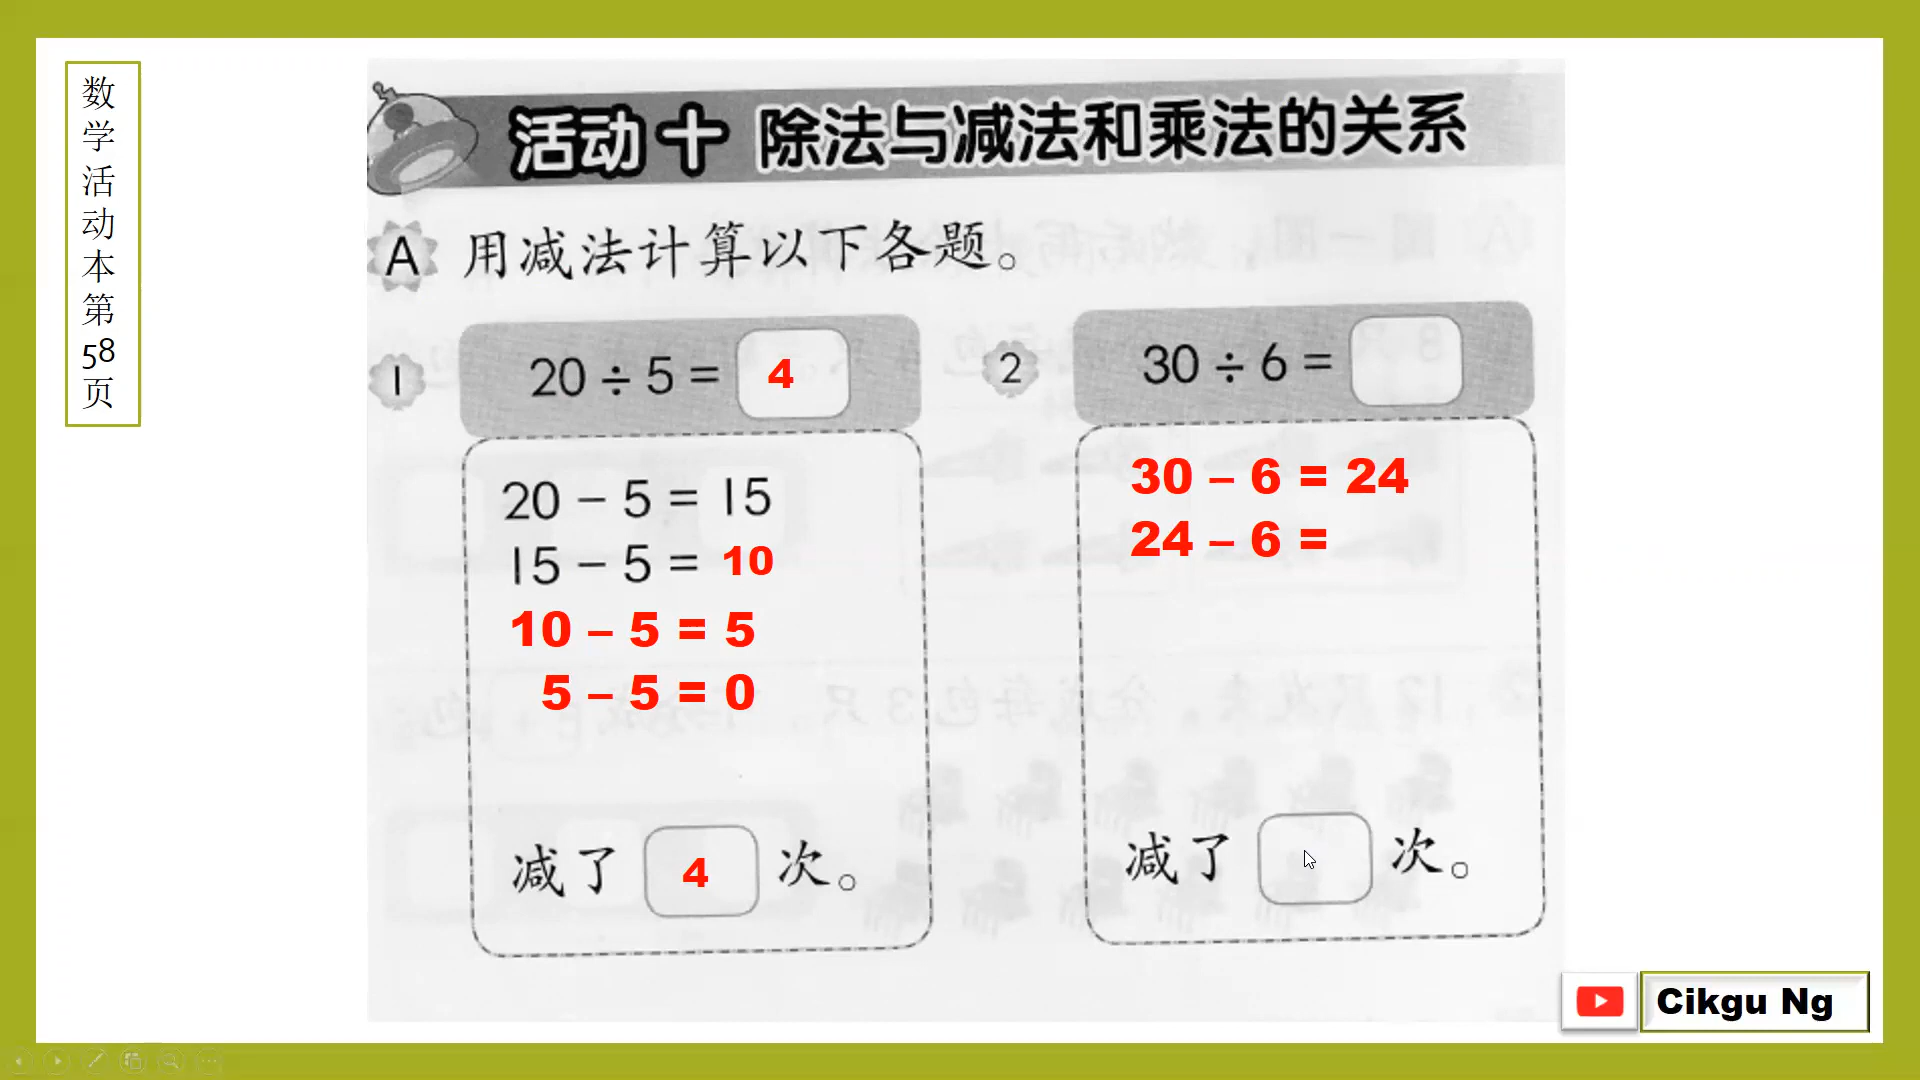 数学活动本第58页
活动十 除法与减法和乘法的关系
A 用减法计算以下各题。
1 20 ÷ 5 = 4
20 − 5 = 15
15 − 5 = 10
10 – 5 = 5
5 – 5 = 0
减了 4 次。
2 30 ÷ 6 =
30 – 6 = 24
24 – 6 =
减了 次。
Cikgu Ng